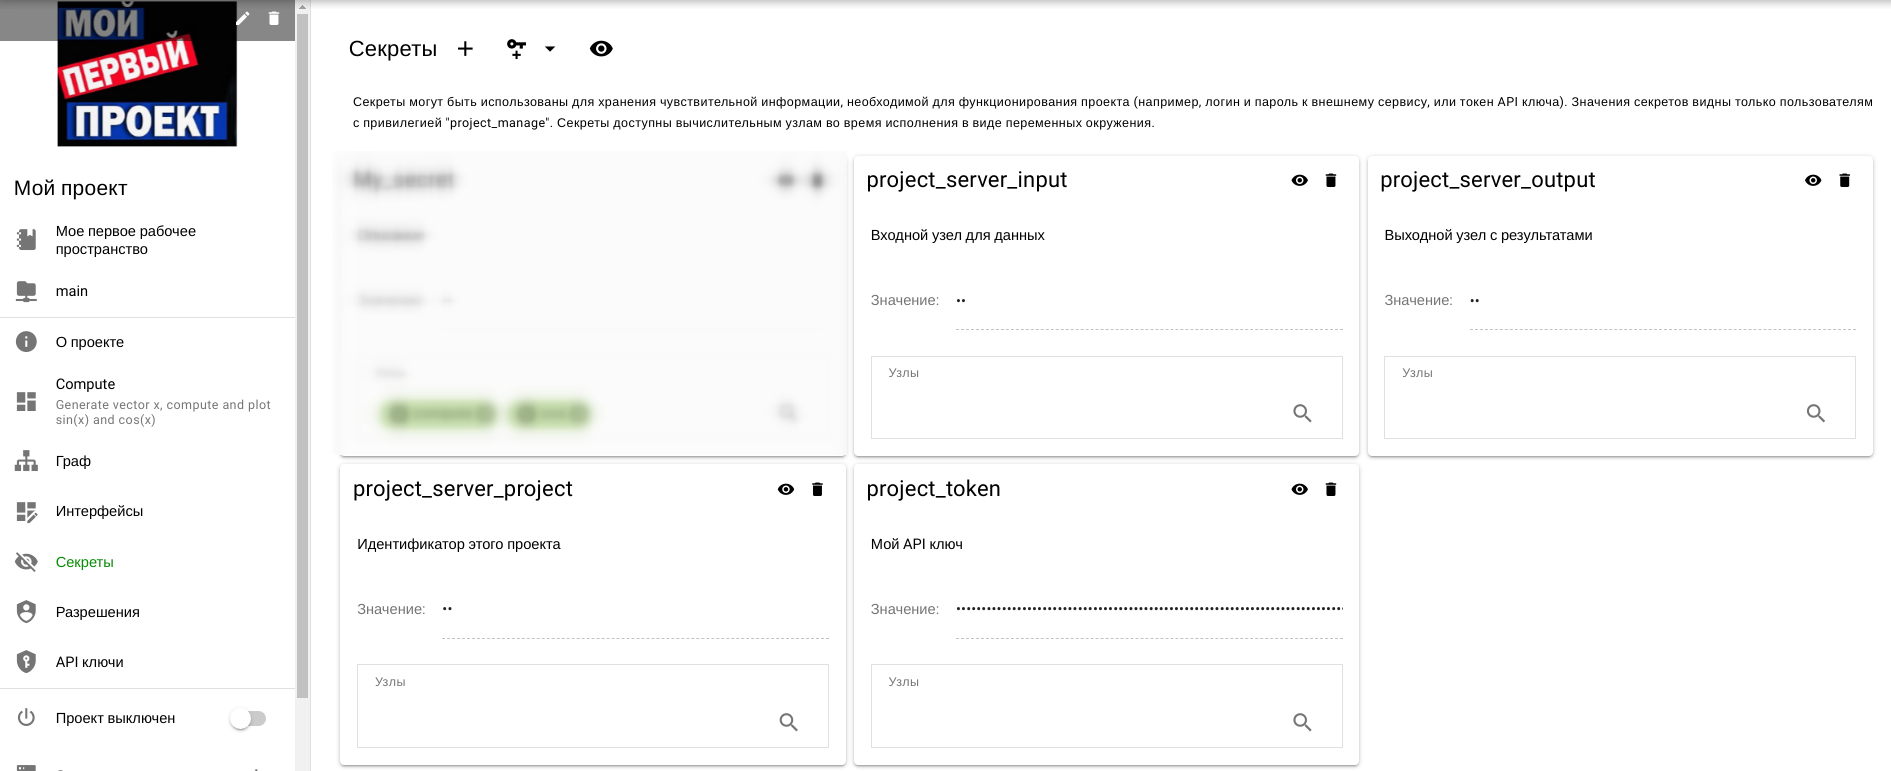 МОЙ
ПЕРВЫЙ
ПРОЕКТ
Мой проект
Мое первое рабочее
пространство
main
О проекте
Compute
Generate vector x, compute and plot
sin(x) and cos(x)
Граф
Интерфейсы
Секреты
Разрешения
API ключи
Проект выключен
Секреты
Секреты могут быть использованы для хранения чувствительной информации, необходимой для функционирования проекта (например, логин и пароль к внешнему сервису, или токен API ключа). Значения секретов видны только пользователям
с привилегией "project_manage". Секреты доступны вычислительным узлам во время исполнения в виде переменных окружения.
My_secret
project_server_input
Входной узел для данных
Значение: ••
Узлы
project_server_output
Выходной узел с результатами
Значение: ••
Узлы
project_server_project
Идентификатор этого проекта
Значение: ••
Узлы
project_token
Мой API ключ
Значение: ••••••••••••••••••••••••••••••••••••••••••••••••••••••••••••••••••••••••••••
Узлы